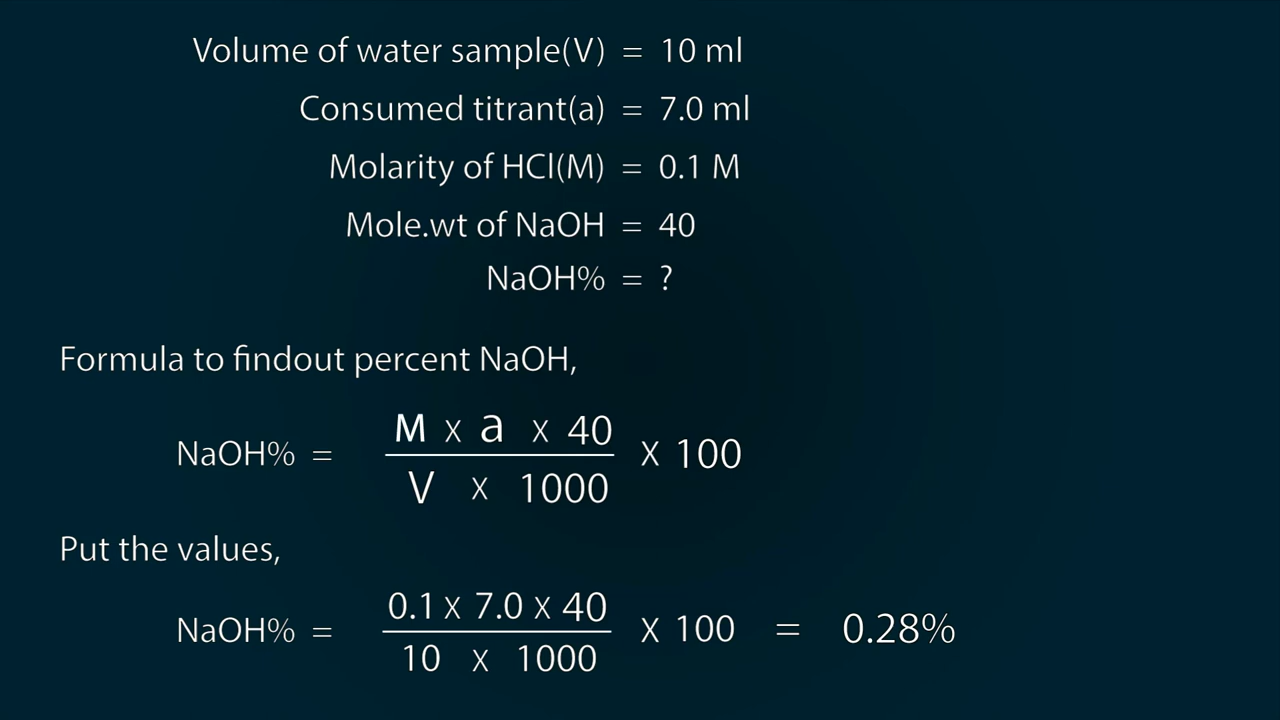 Volume of water sample(V) = 10 ml
Consumed titrant(a) = 7.0 ml
Molarity of HCl(M) = 0.1 M
Mole.wt of NaOH = 40
NaOH% = ?
Formula to findout percent NaOH,
M x a x 40
NaOH% = X 100
V x 1000
Put the values,
0.1 x 7.0 x 40
NaOH% = X 100 = 0.28%
10 x 1000